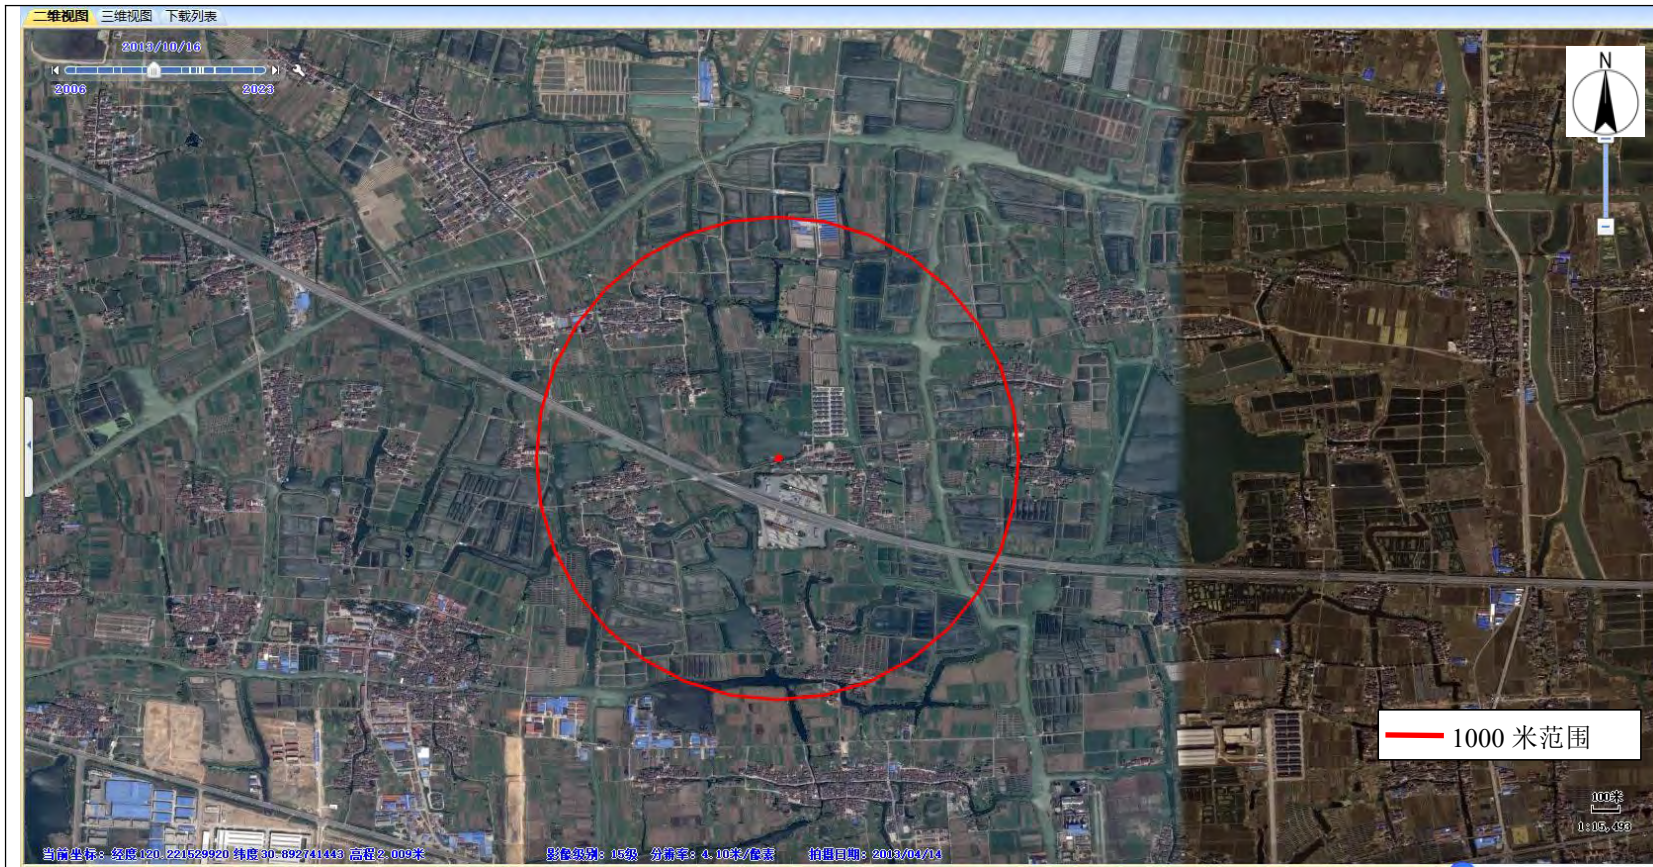 二维视图 三维视图 下载列表
2013/10/16
2006 2023
N
1000 米范围
100米
1:15,493
当前坐标：经度120.221529920 纬度30.892741443 高程2.009米 影像级别：15级 分辨率：4.10米/像素 拍摄日期：2013/04/14